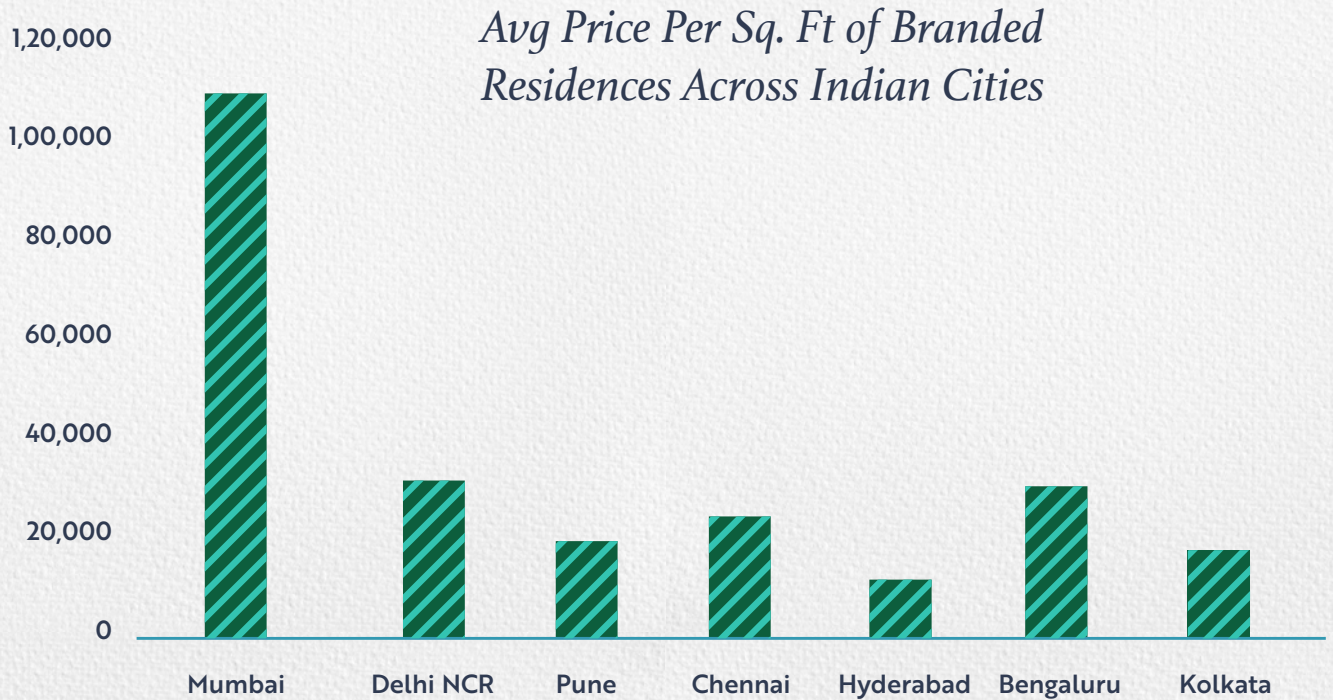 Avg Price Per Sq. Ft of Branded
Residences Across Indian Cities
1,20,000
1,00,000
80,000
60,000
40,000
20,000
0
Mumbai Delhi NCR Pune Chennai Hyderabad Bengaluru Kolkata